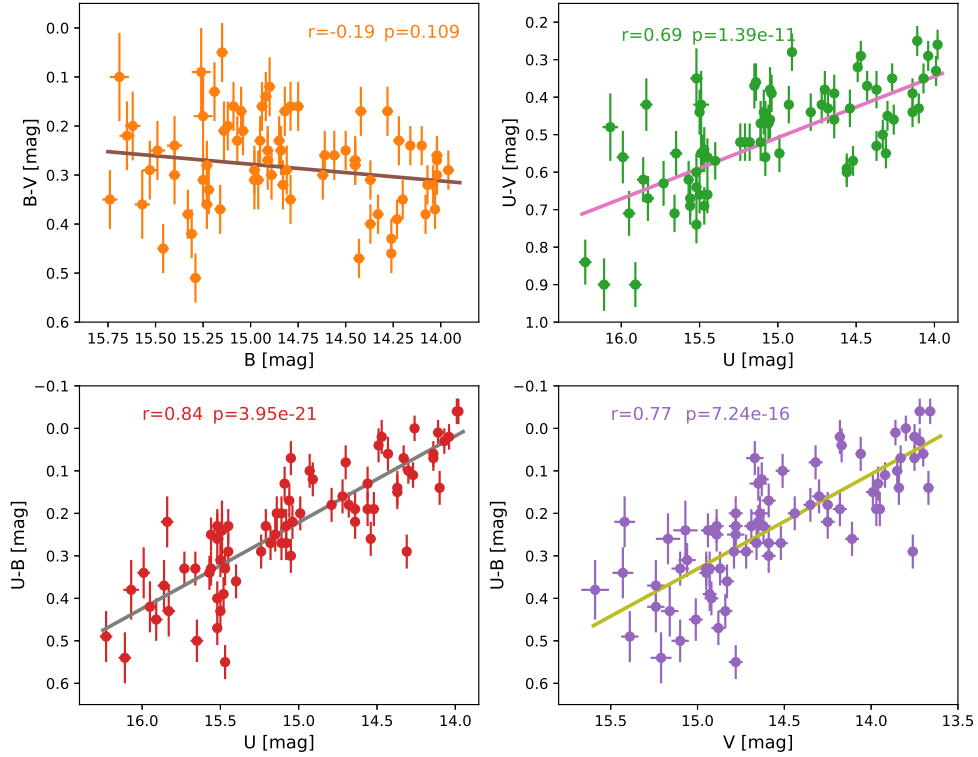 r=-0.19 p=0.109
0.0
0.1
0.2
0.3
0.4
0.5
0.6
B-V [mag]
15.75 15.50 15.25 15.00 14.75 14.50 14.25 14.00
B [mag]
r=0.69 p=1.39e-11
0.2
0.3
0.4
0.5
0.6
0.7
0.8
0.9
1.0
U-V [mag]
16.0 15.5 15.0 14.5 14.0
U [mag]
r=0.84 p=3.95e-21
−0.1
0.0
0.1
0.2
0.3
0.4
0.5
0.6
U-B [mag]
16.0 15.5 15.0 14.5 14.0
U [mag]
r=0.77 p=7.24e-16
−0.1
0.0
0.1
0.2
0.3
0.4
0.5
0.6
U-B [mag]
15.5 15.0 14.5 14.0 13.5
V [mag]